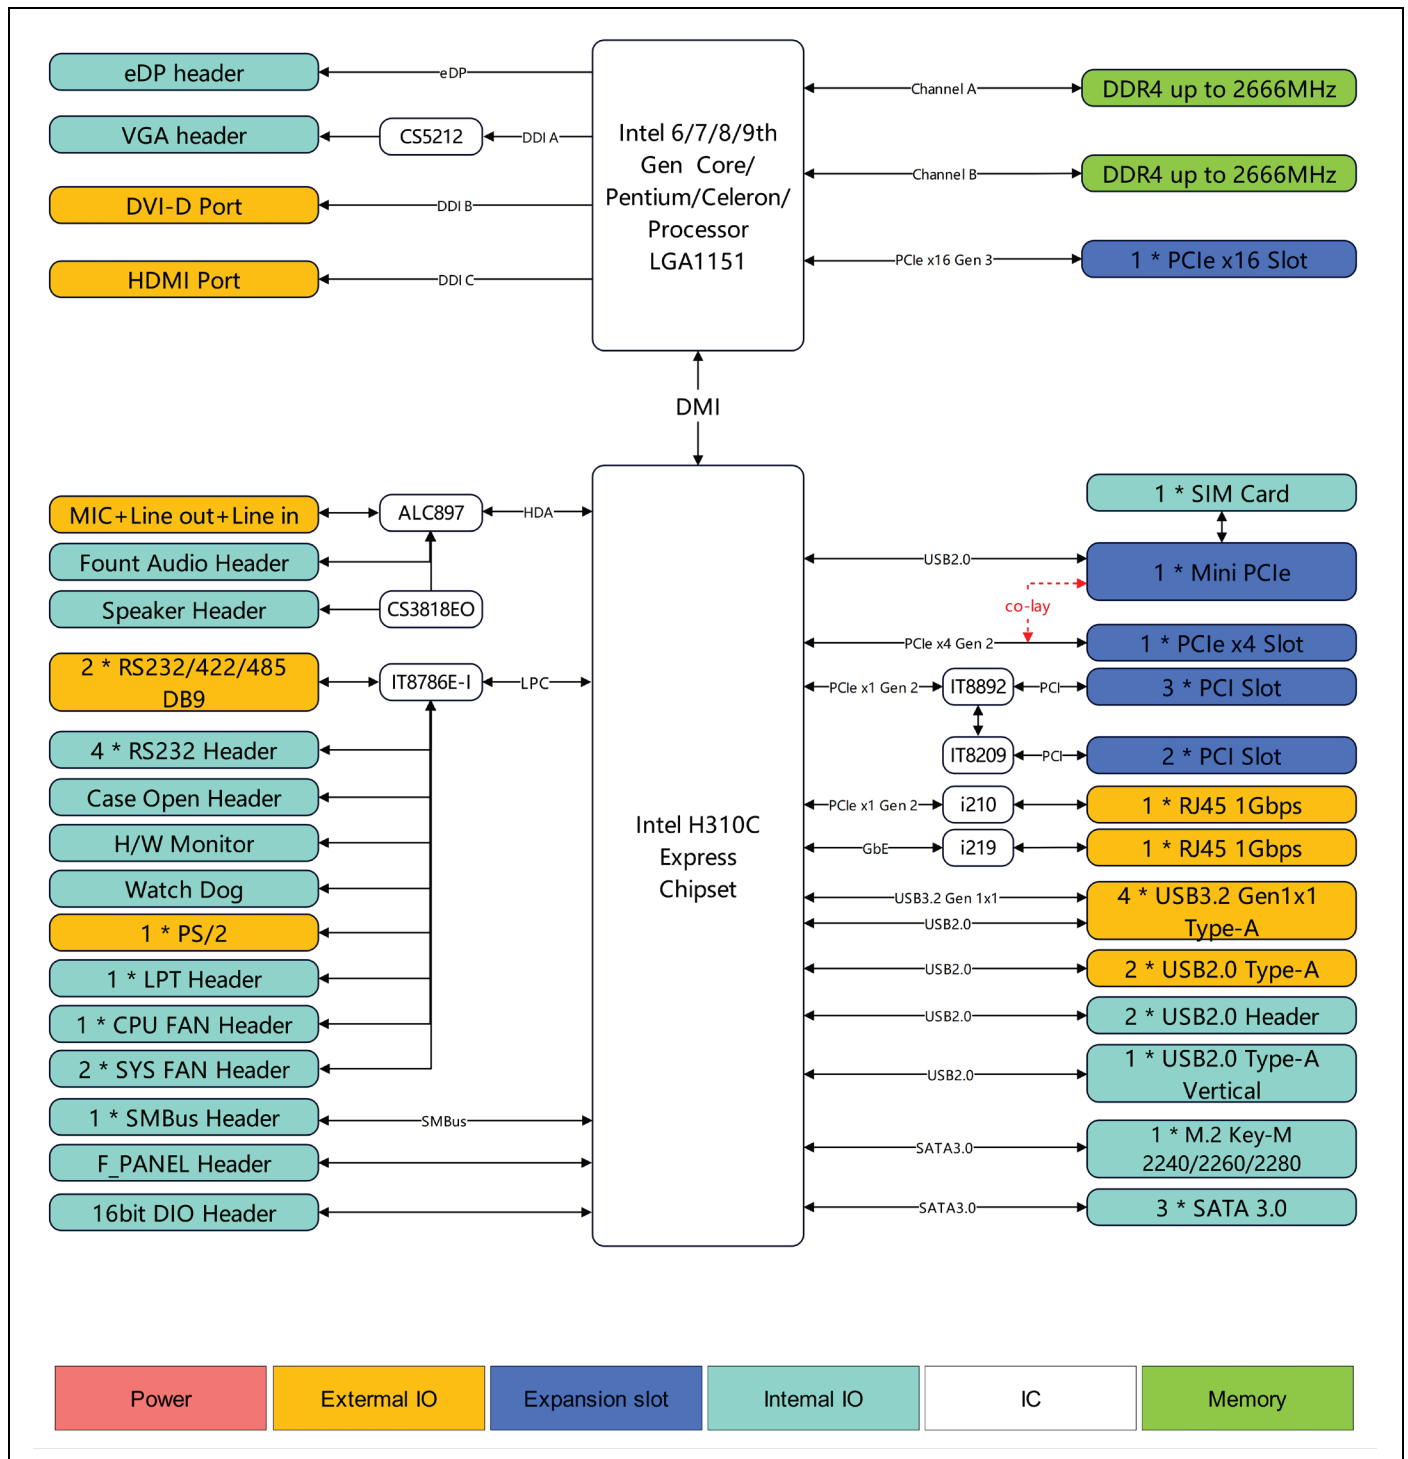 eDP header
eDP
VGA header
CS5212
DDI A
DVI-D Port
DDI B
HDMI Port
DDI C
Intel 6/7/8/9th
Gen Core/
Pentium/Celeron/
Processor
LGA1151
Channel A
DDR4 up to 2666MHz
Channel B
DDR4 up to 2666MHz
PCIe x16 Gen 3
1 * PCIe x16 Slot
DMI
MIC+Line out+Line in
ALC897
HDA
Fount Audio Header
Speaker Header
CS3818EO
2 * RS232/422/485
DB9
IT8786E-I
LPC
4 * RS232 Header
Case Open Header
H/W Monitor
Watch Dog
1 * PS/2
1 * LPT Header
1 * CPU FAN Header
2 * SYS FAN Header
1 * SMBus Header
SMBus
F_PANEL Header
16bit DIO Header
Intel H310C
Express
Chipset
1 * SIM Card
USB2.0
1 * Mini PCIe
co-lay
PCIe x4 Gen 2
1 * PCIe x4 Slot
PCIe x1 Gen 2
IT8892
PCI
3 * PCI Slot
IT8209
PCI
2 * PCI Slot
PCIe x1 Gen 2
i210
1 * RJ45 1Gbps
GbE
i219
1 * RJ45 1Gbps
USB3.2 Gen 1x1
USB2.0
4 * USB3.2 Gen1x1
Type-A
USB2.0
2 * USB2.0 Type-A
USB2.0
2 * USB2.0 Header
USB2.0
1 * USB2.0 Type-A
Vertical
SATA3.0
1 * M.2 Key-M
2240/2260/2280
SATA3.0
3 * SATA 3.0
Power
Extermal IO
Expansion slot
Intemal IO
IC
Memory